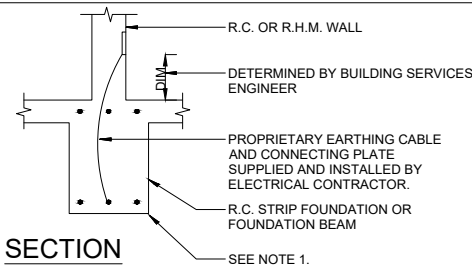 R.C. OR R.H.M. WALL
DIM
DETERMINED BY BUILDING SERVICES
ENGINEER
PROPRIETARY EARTHING CABLE
AND CONNECTING PLATE
SUPPLIED AND INSTALLED BY
ELECTRICAL CONTRACTOR.
R.C. STRIP FOUNDATION OR
FOUNDATION BEAM
SEE NOTE 1.
SECTION